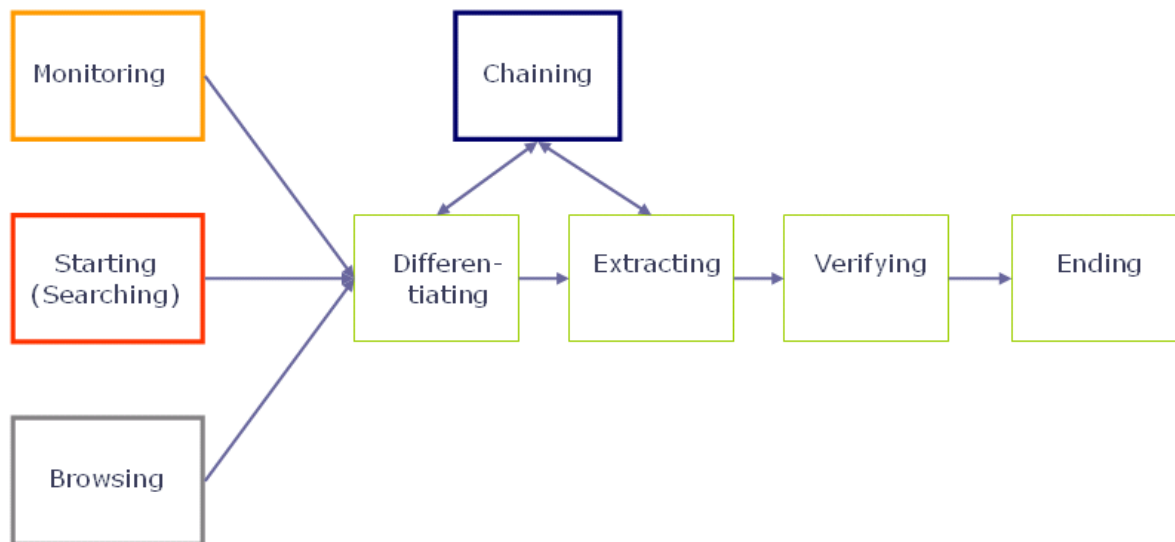 Monitoring
Chaining
Starting
(Searching)
Differen-
tiating
Extracting
Verifying
Ending
Browsing